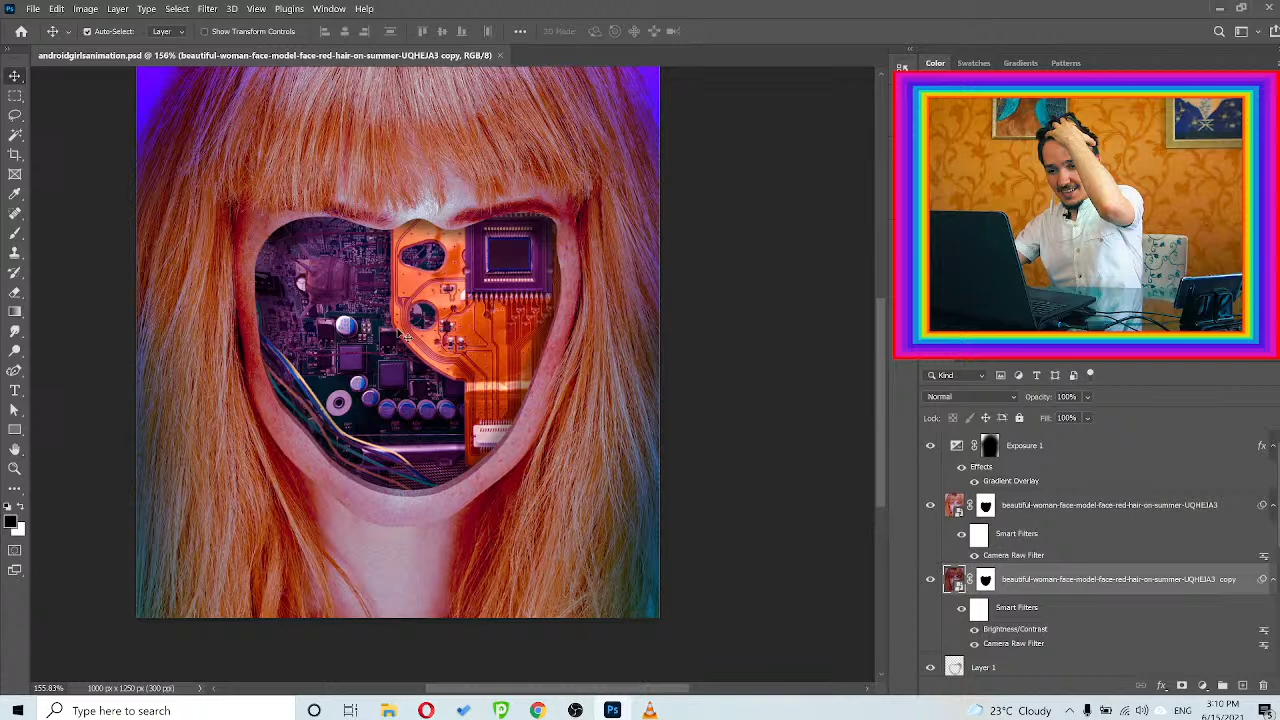 File Edit Image Layer Type Select Filter 3D View Plugins Window Help
Auto-Select: Layer Show Transform Controls 3D Mode:
androidgirlsanimation.psd @ 156% (beautiful-woman-face-model-face-red-hair-on-summer-UQHEJA3 copy, RGB/8)
Color Swatches Gradients Patterns
Kind
Normal Opacity: 100%
Lock: Fill: 100%
Exposure 1 fx
Effects
Gradient Overlay
beautiful-woman-face-model-face-red-hair-on-summer-UQHEJA3
Smart Filters
Camera Raw Filter
beautiful-woman-face-model-face-red-hair-on-summer-UQHEJA3 copy
Smart Filters
Brightness/Contrast
Camera Raw Filter
Layer 1
155.83% 1000 px x 1250 px (300 ppi)
Type here to search
Ps
23°C Cloudy
ENG
3:10 PM